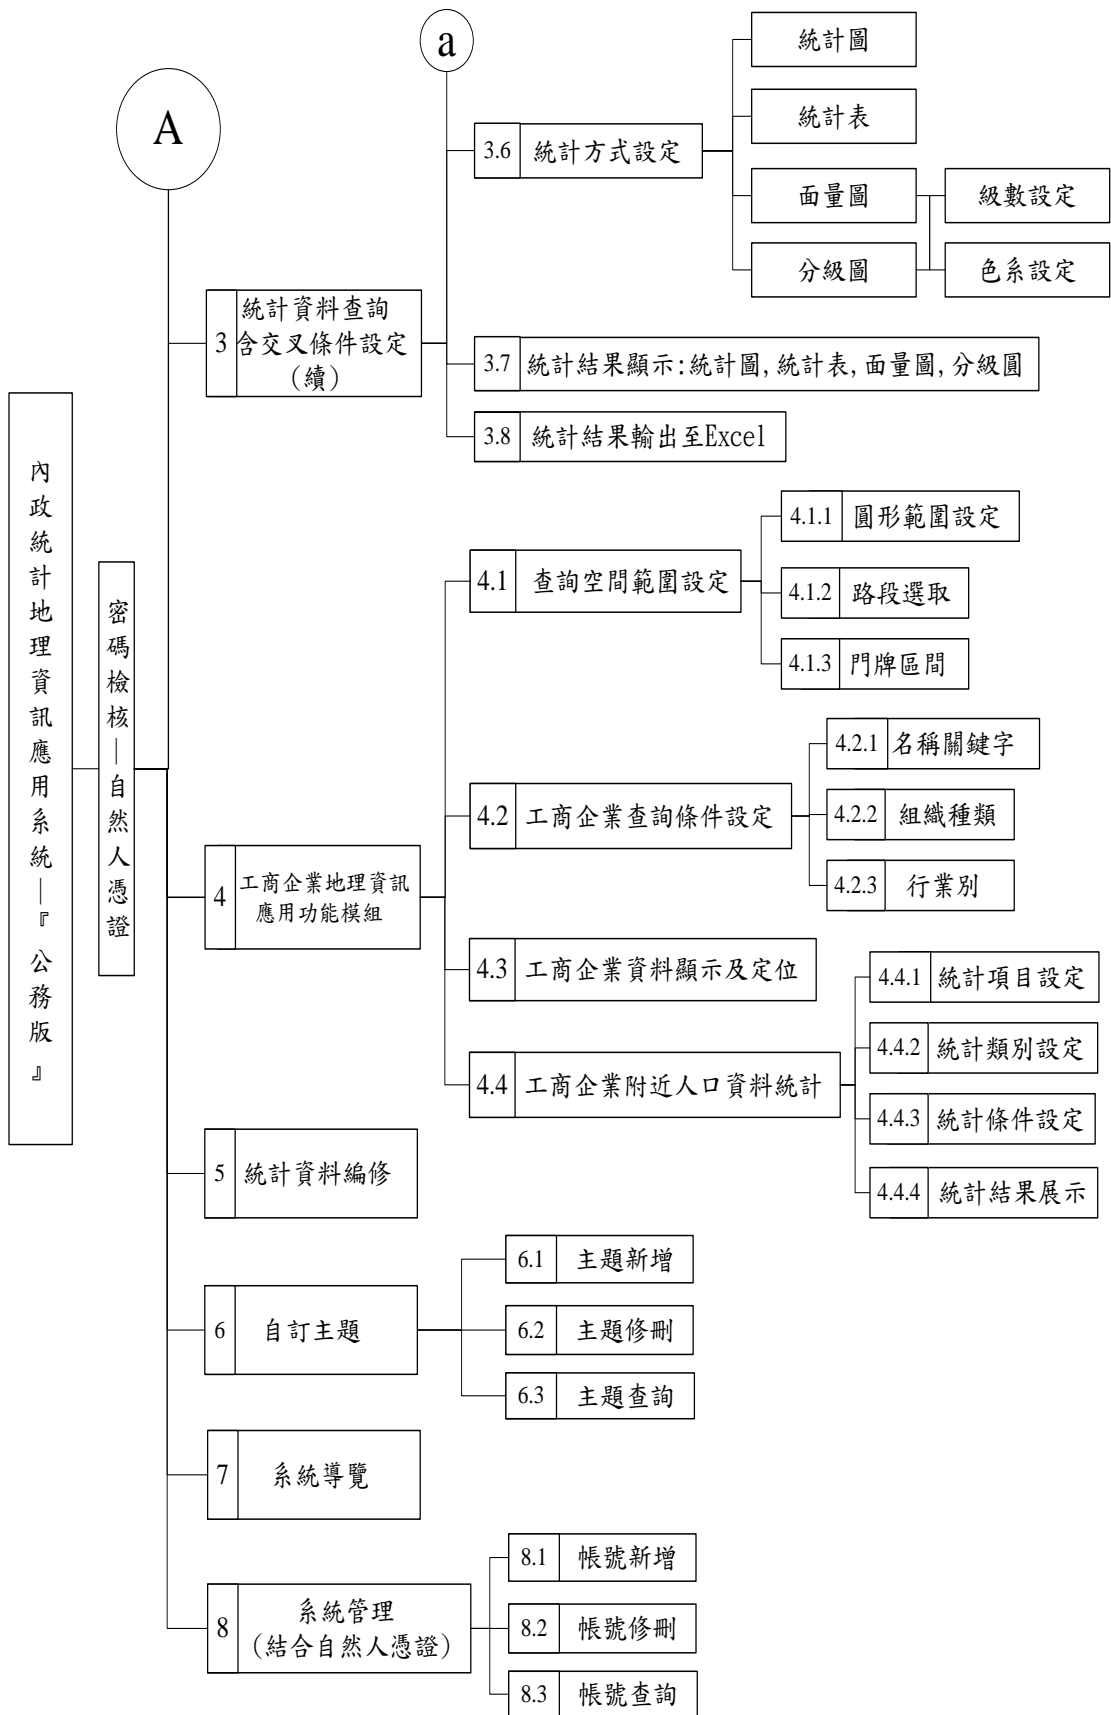 內政統計地理資訊應用系統—『公務版』
密碼檢核—自然人憑證
A
a
3 統計資料查詢
含交叉條件設定
(續)
3.6 統計方式設定
統計圖
統計表
面量圖
級數設定
分級圖
色系設定
3.7 統計結果顯示:統計圖,統計表,面量圖,分級圓
3.8 統計結果輸出至Excel
4 工商企業地理資訊
應用功能模組
4.1 查詢空間範圍設定
4.1.1 圓形範圍設定
4.1.2 路段選取
4.1.3 門牌區間
4.2 工商企業查詢條件設定
4.2.1 名稱關鍵字
4.2.2 組織種類
4.2.3 行業別
4.3 工商企業資料顯示及定位
4.4 工商企業附近人口資料統計
4.4.1 統計項目設定
4.4.2 統計類別設定
4.4.3 統計條件設定
4.4.4 統計結果展示
5 統計資料編修
6 自訂主題
6.1 主題新增
6.2 主題修刪
6.3 主題查詢
7 系統導覽
8 系統管理
(結合自然人憑證)
8.1 帳號新增
8.2 帳號修刪
8.3 帳號查詢